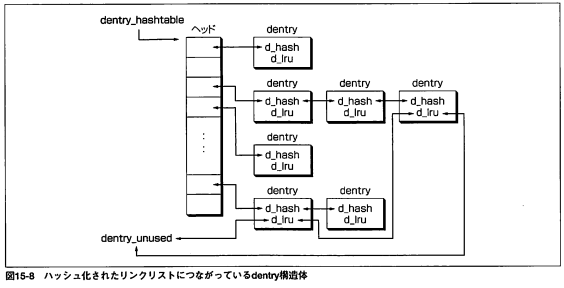 dentry_hashtable
ヘッド
dentry
d_hash
d_lru
dentry
dentry
dentry
d_hash
d_hash
d_hash
d_lru
d_lru
d_lru
dentry
d_hash
d_lru
dentry
dentry
d_hash
d_hash
d_lru
d_lru
dentry_unused
図15-8 ハッシュ化されたリンクリストにつながっているdentry構造体